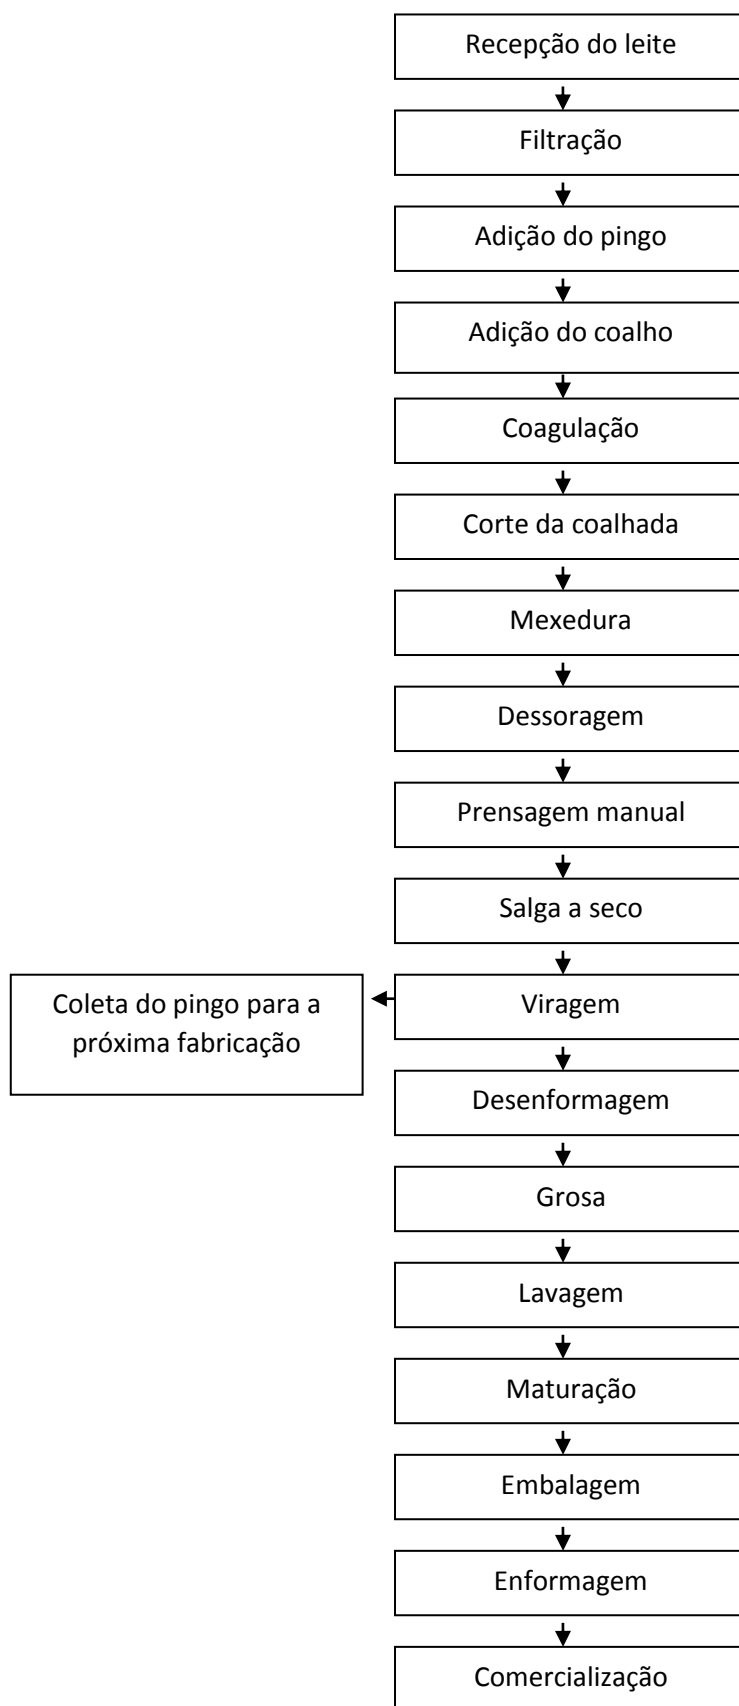 Recepção do leite
Filtração
Adição do pingo
Adição do coalho
Coagulação
Corte da coalhada
Mexedura
Dessoragem
Prensagem manual
Salga a seco
Coleta do pingo para a
próxima fabricação
Viragem
Desenformagem
Grosa
Lavagem
Maturação
Embalagem
Enformagem
Comercialização